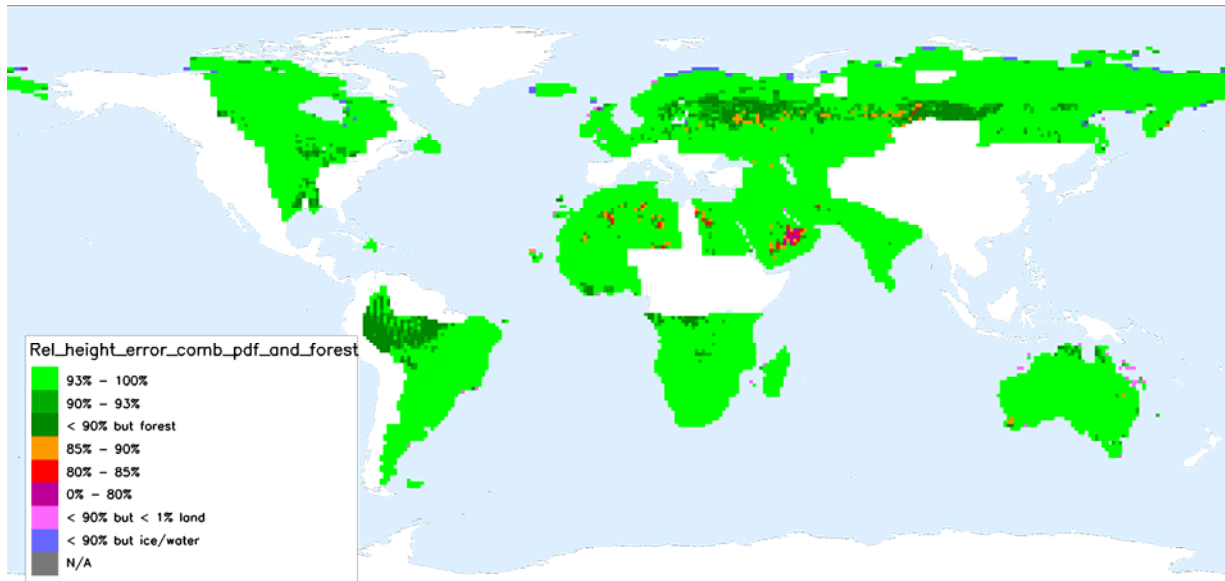 Rel_height_error_comb_pdf_and_forest
93% - 100%
90% - 93%
< 90% but forest
85% - 90%
80% - 85%
0% - 80%
< 90% but < 1% land
< 90% but ice/water
N/A